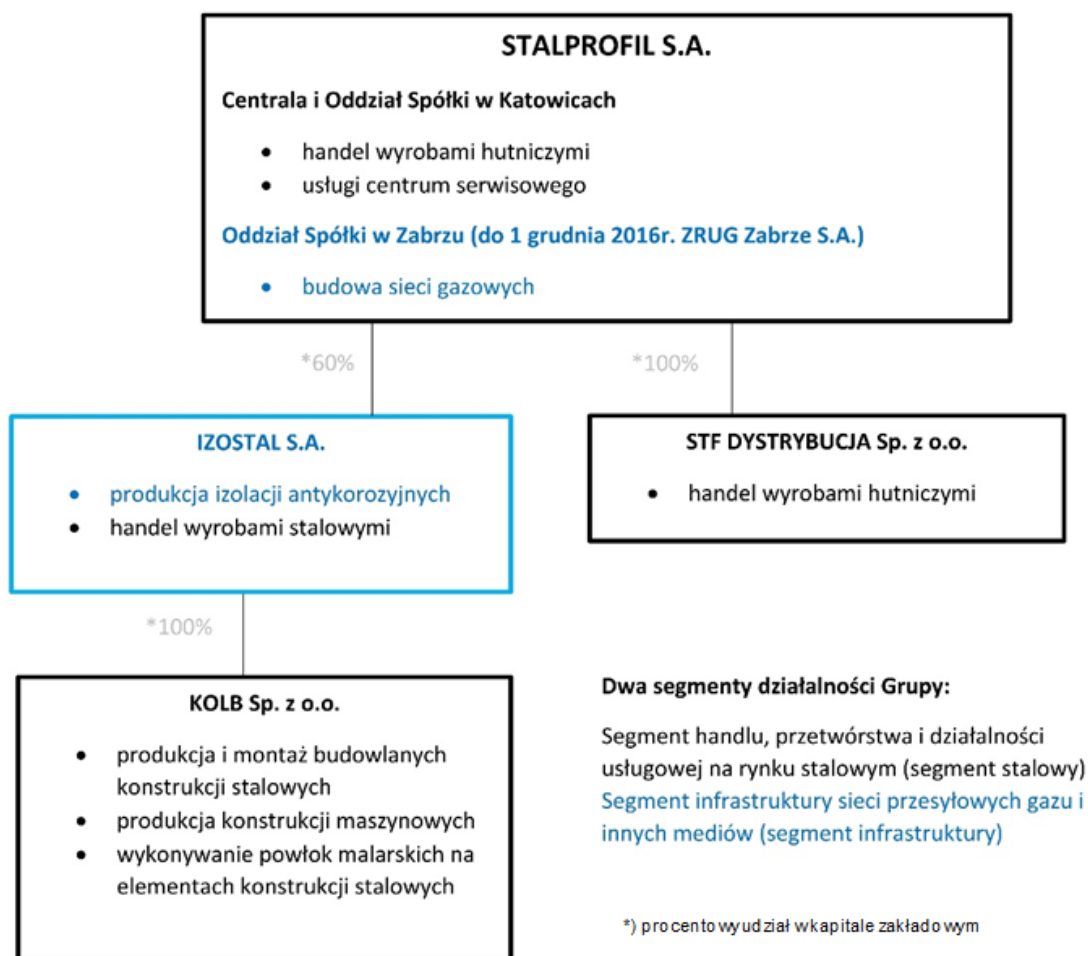 STALPROFIL S.A.
Centrala i Oddział Spółki w Katowicach
• handel wyrobami hutniczymi
• usługi centrum serwisowego
Oddział Spółki w Zabrzu (do 1 grudnia 2016r. ZRUG Zabrze S.A.)
• budowa sieci gazowych
*60%
*100%
IZOSTAL S.A.
• produkcja izolacji antykorozyjnych
• handel wyrobami stalowymi
STF DYSTRYBUCJA Sp. z o.o.
• handel wyrobami hutniczymi
*100%
KOLB Sp. z o.o.
• produkcja i montaż budowlanych
konstrukcji stalowych
• produkcja konstrukcji maszynowych
• wykonywanie powłok malarskich na
elementach konstrukcji stalowych
Dwa segmenty działalności Grupy:
Segment handlu, przetwórstwa i działalności
usługowej na rynku stalowym (segment stalowy)
Segment infrastruktury sieci przesyłowych gazu i
innych mediów (segment infrastruktury)
*) procentowy udział w kapitale zakładowym